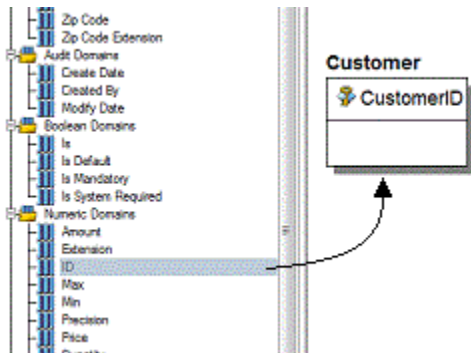 Zip Code
Zip Code Extension
Audit Domains
Create Date
Created By
Modify Date
Boolean Domains
Is
Is Default
Is Mandatory
Is System Required
Numeric Domains
Amount
Extension
ID
Max
Min
Precision
Price
Quantity
Customer
CustomerID